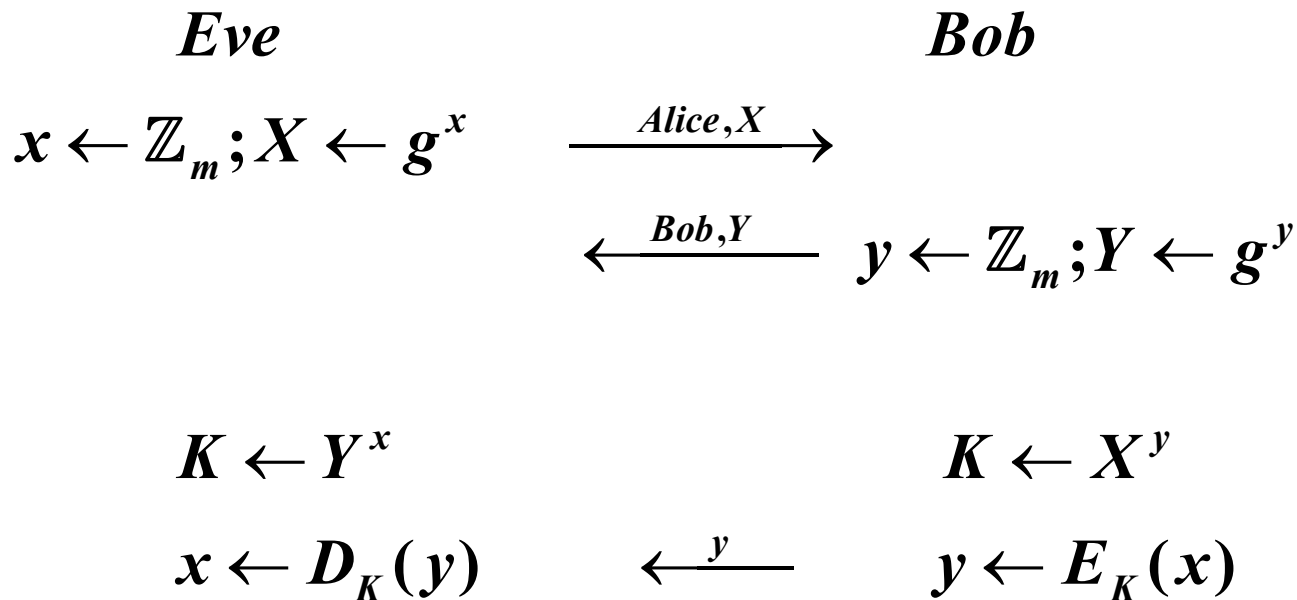 Eve Bob
x ← ℤ_m ; X ← g^x Alice, X →
← Bob, Y y ← ℤ_m ; Y ← g^y
K ← Y^x K ← X^y
x ← D_K(y) ← y y ← E_K(x)